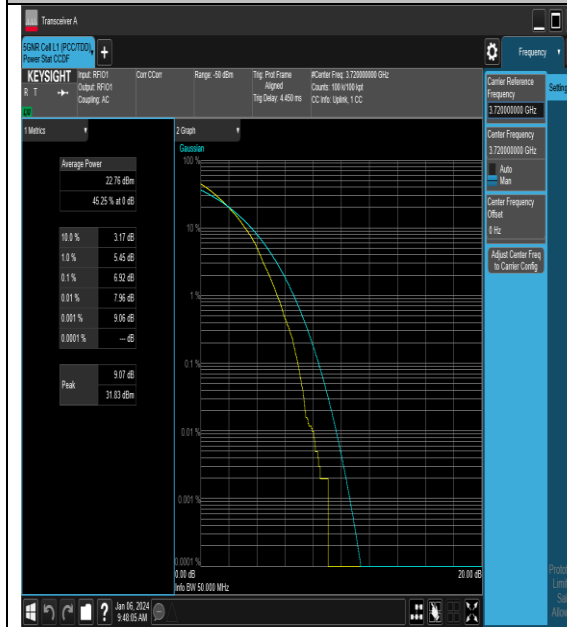 Transceiver A
5GNR Cell L1 (PCC/TDD),
Power Stat CCDF
+
Frequency
KEYSIGHT
R T
Input: RFIO1
Output: RFIO1
Coupling: AC
Corr CCorr
Range: -50 dBm
Trig: Prot Frame
Aligned
Trig Delay: 4.450 ms
#Center Freq: 3.720000000 GHz
Counts: 100 k/100 kpt
CC Info: Uplink, 1 CC
1 Metrics
Average Power
22.76 dBm
45.25 % at 0 dB
10.0 % 3.17 dB
1.0 % 5.45 dB
0.1 % 6.92 dB
0.01 % 7.96 dB
0.001 % 9.06 dB
0.0001 % --- dB
Peak
9.07 dB
31.83 dBm
2 Graph
Gaussian
100 %
10 %
1 %
0.1 %
0.01 %
0.001 %
0.0001 %
0.00 dB
20.00 dB
Info BW 50.000 MHz
Carrier Reference
Frequency
3.720000000 GHz
Center Frequency
3.720000000 GHz
Auto
Man
Center Frequency
Offset
0 Hz
Adjust Center Freq
to Carrier Config
Setting
?
Jan 06, 2024
9:48:05 AM